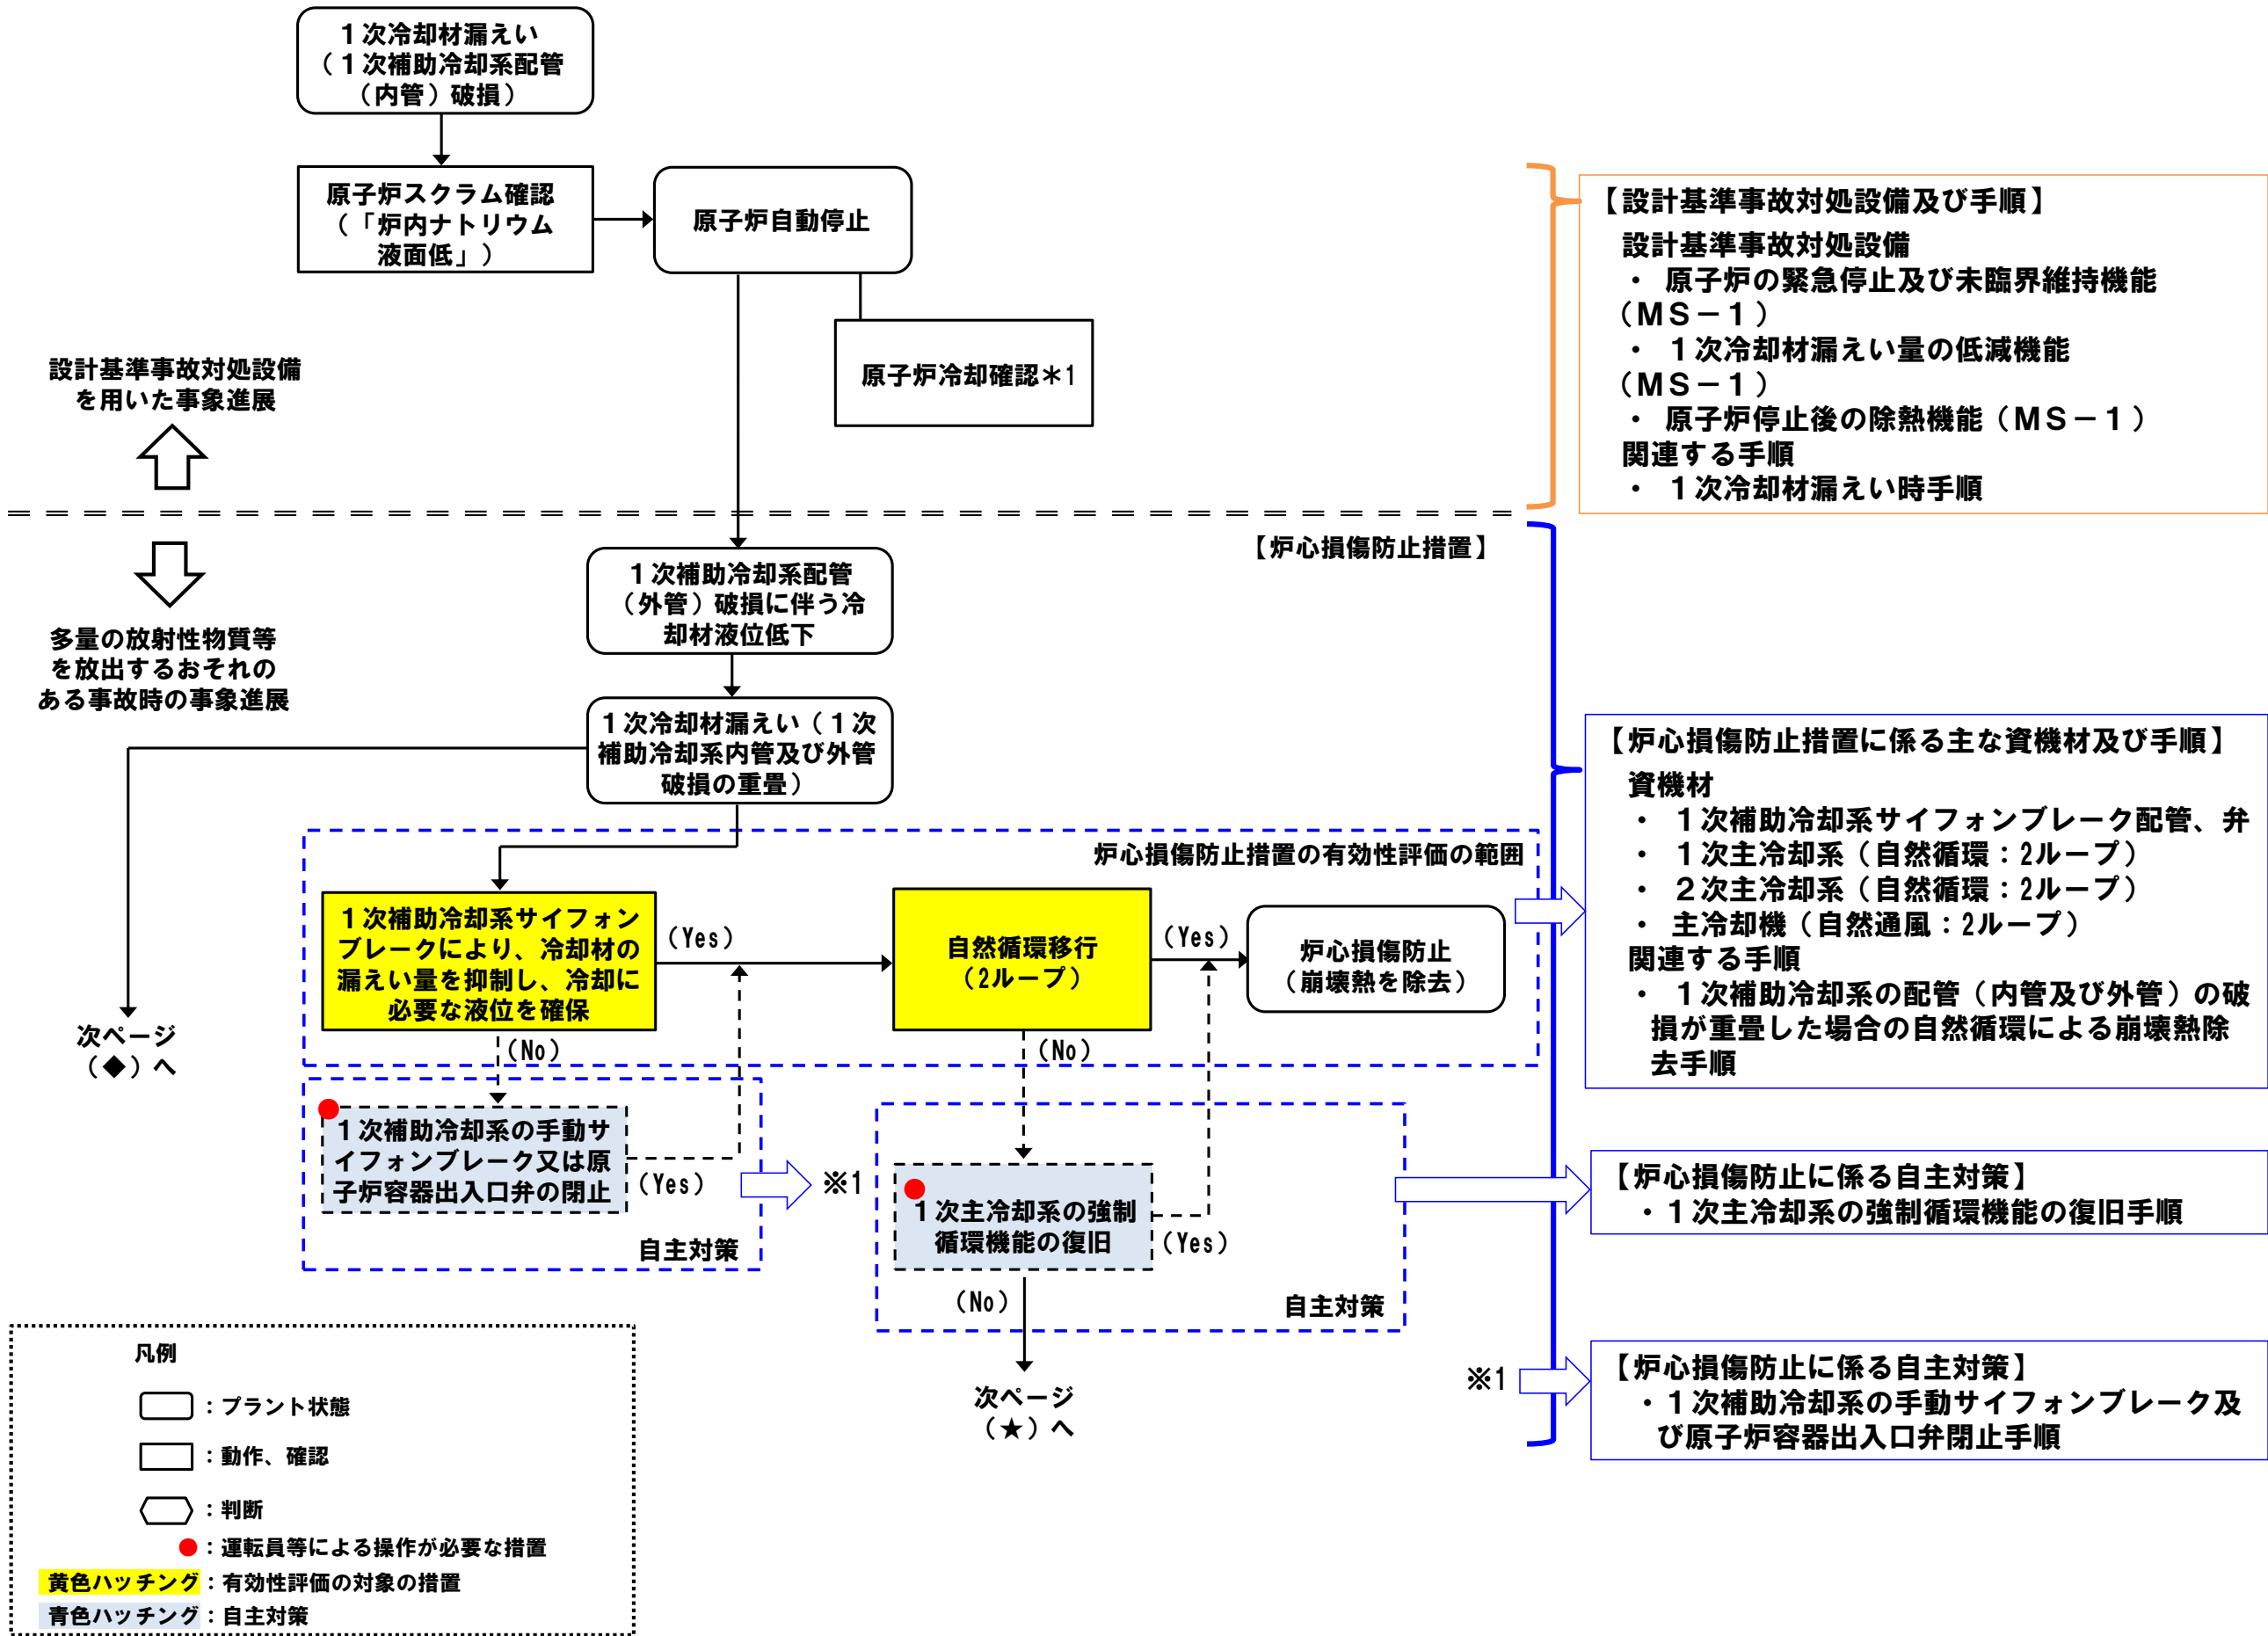 １次冷却材漏えい
（１次補助冷却系配管
（内管）破損）
原子炉スクラム確認
（「炉内ナトリウム
液面低」）
原子炉自動停止
原子炉冷却確認＊1
設計基準事故対処設備
を用いた事象進展
【設計基準事故対処設備及び手順】
設計基準事故対処設備
・ 原子炉の緊急停止及び未臨界維持機能
（ＭＳ－１）
・ １次冷却材漏えい量の低減機能
（ＭＳ－１）
・ 原子炉停止後の除熱機能（ＭＳ－１）
関連する手順
・ １次冷却材漏えい時手順
【炉心損傷防止措置】
多量の放射性物質等
を放出するおそれの
ある事故時の事象進展
１次補助冷却系配管
（外管）破損に伴う冷
却材液位低下
１次冷却材漏えい（１次
補助冷却系内管及び外管
破損の重畳）
次ページ
（◆）へ
炉心損傷防止措置の有効性評価の範囲
１次補助冷却系サイフォン
ブレークにより、冷却材の
漏えい量を抑制し、冷却に
必要な液位を確保
（Yes）
（No）
自然循環移行
（2ループ）
（Yes）
（No）
炉心損傷防止
（崩壊熱を除去）
【炉心損傷防止措置に係る主な資機材及び手順】
資機材
・ １次補助冷却系サイフォンブレーク配管、弁
・ １次主冷却系（自然循環：2ループ）
・ ２次主冷却系（自然循環：2ループ）
・ 主冷却機（自然通風：2ループ）
関連する手順
・ １次補助冷却系の配管（内管及び外管）の破
損が重畳した場合の自然循環による崩壊熱除
去手順
１次補助冷却系の手動サ
イフォンブレーク又は原
子炉容器出入口弁の閉止
（Yes）
自主対策
※1
１次主冷却系の強制
循環機能の復旧
（Yes）
（No）
自主対策
次ページ
（★）へ
【炉心損傷防止に係る自主対策】
・１次主冷却系の強制循環機能の復旧手順
※1
【炉心損傷防止に係る自主対策】
・１次補助冷却系の手動サイフォンブレーク及
び原子炉容器出入口弁閉止手順
凡例
：プラント状態
：動作、確認
：判断
：運転員等による操作が必要な措置
黄色ハッチング：有効性評価の対象の措置
青色ハッチング：自主対策